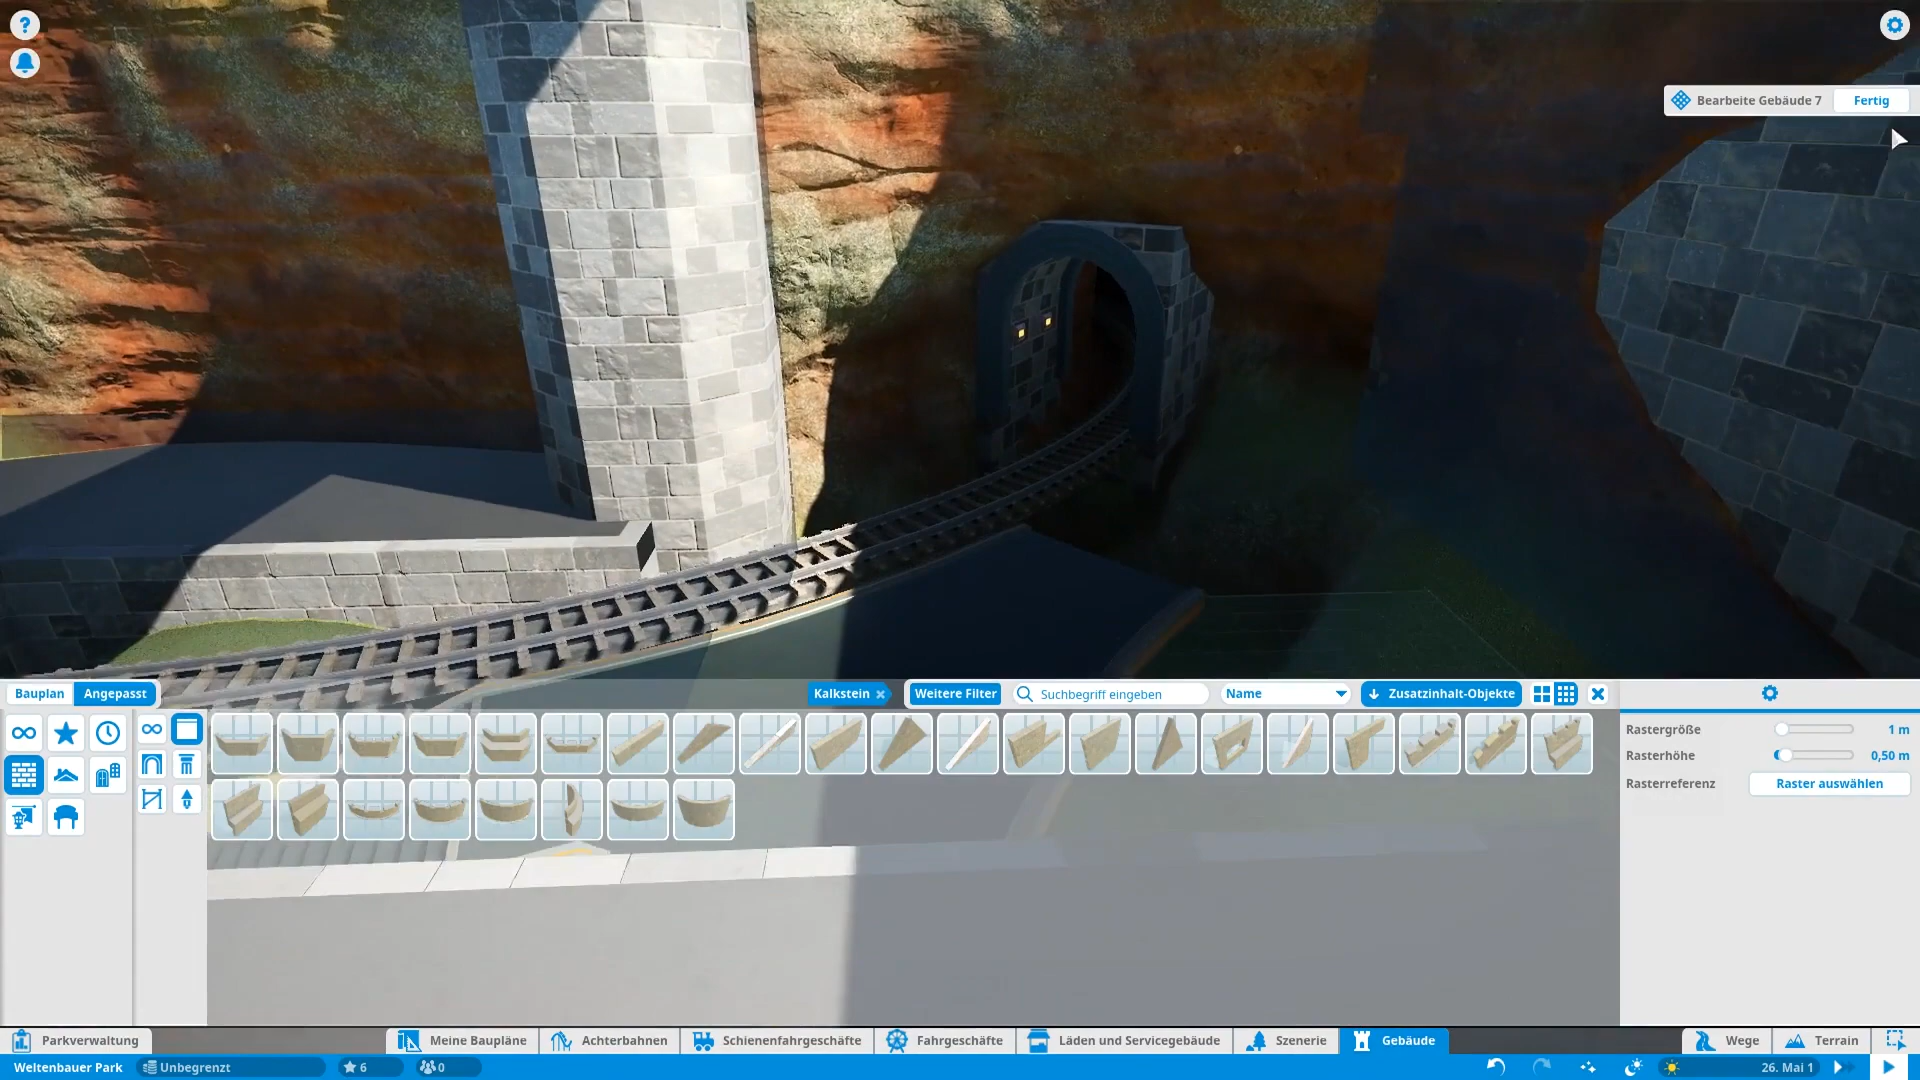 ?
Bearbeite Gebäude 7 Fertig
Bauplan Angepasst Kalkstein × Weitere Filter Suchbegriff eingeben Name Zusatzinhalt-Objekte
Rastergröße 1 m
Rasterhöhe 0,50 m
Rasterreferenz Raster auswählen
Parkverwaltung Meine Baupläne Achterbahnen Schienenfahrgeschäfte Fahrgeschäfte Läden und Servicegebäude Szenerie Gebäude Wege Terrain
Weltenbauer Park Unbegrenzt 6 0 26. Mai 1